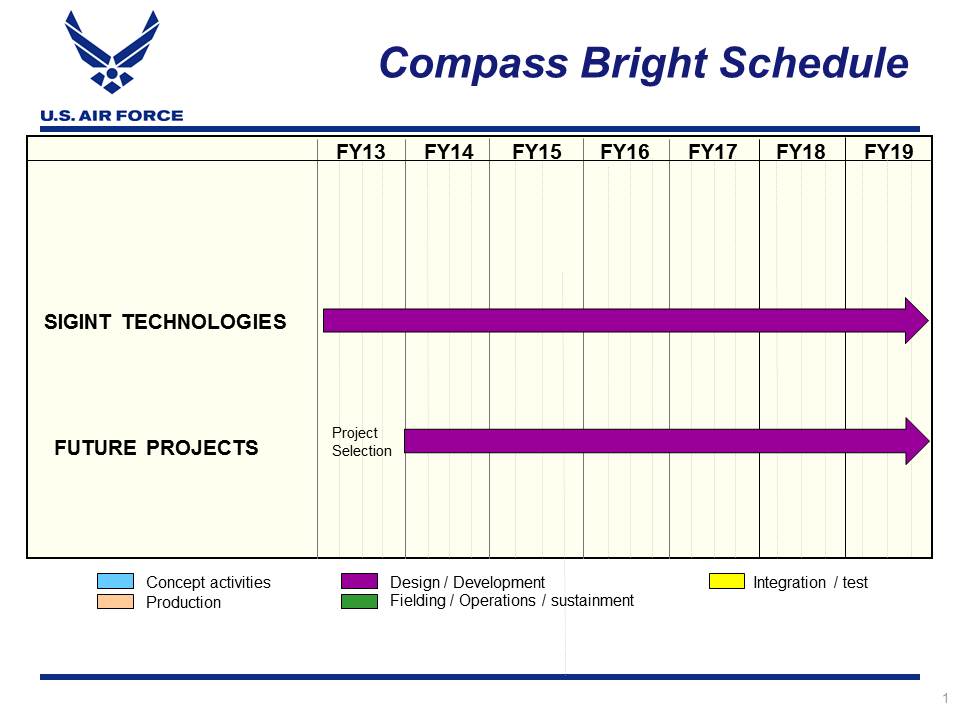 Compass Bright Schedule
U.S. AIR FORCE
FY13 FY14 FY15 FY16 FY17 FY18 FY19
SIGINT TECHNOLOGIES
Project
Selection
FUTURE PROJECTS
Concept activities Design / Development Integration / test
Production Fielding / Operations / sustainment
1